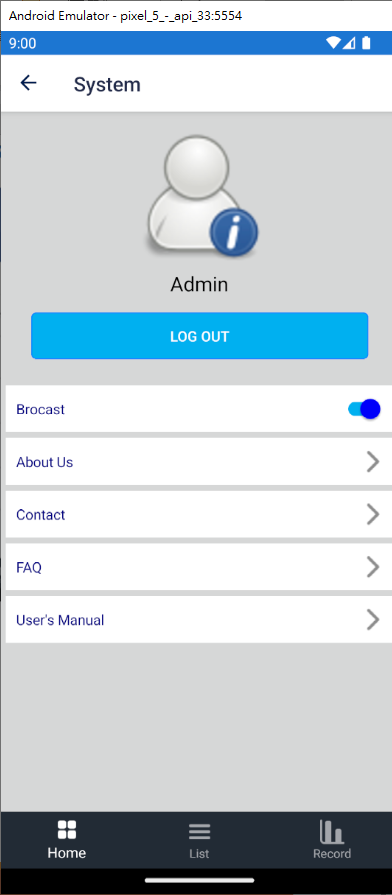 Android Emulator - pixel_5_-_api_33:5554
9:00
System
i
Admin
LOG OUT
Brocast
About Us
Contact
FAQ
User's Manual
Home
List
Record